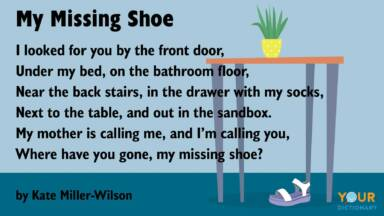 My Missing Shoe
I looked for you by the front door,
Under my bed, on the bathroom floor,
Near the back stairs, in the drawer with my socks,
Next to the table, and out in the sandbox.
My mother is calling me, and I'm calling you,
Where have you gone, my missing shoe?
by Kate Miller-Wilson
YOUR
DICTIONARY